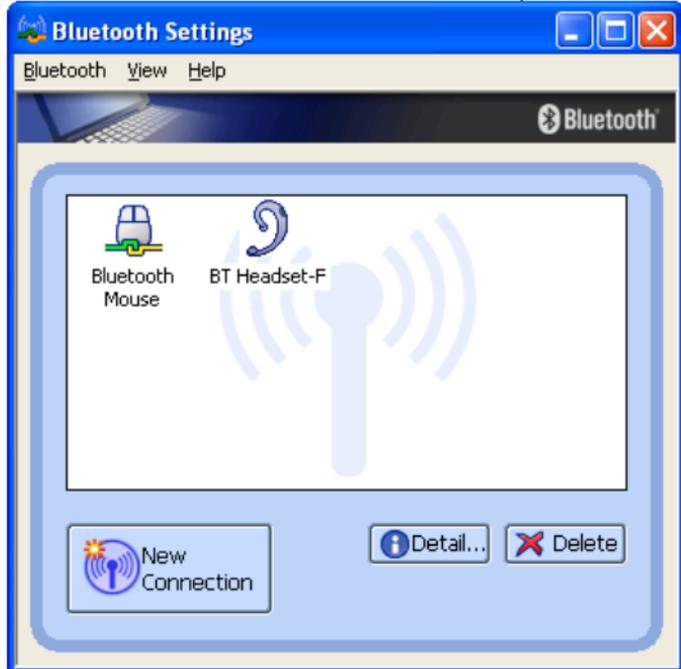 Bluetooth Settings
Bluetooth View Help
Bluetooth®
Bluetooth
Mouse
BT Headset-F
New
Connection
Detail...
Delete